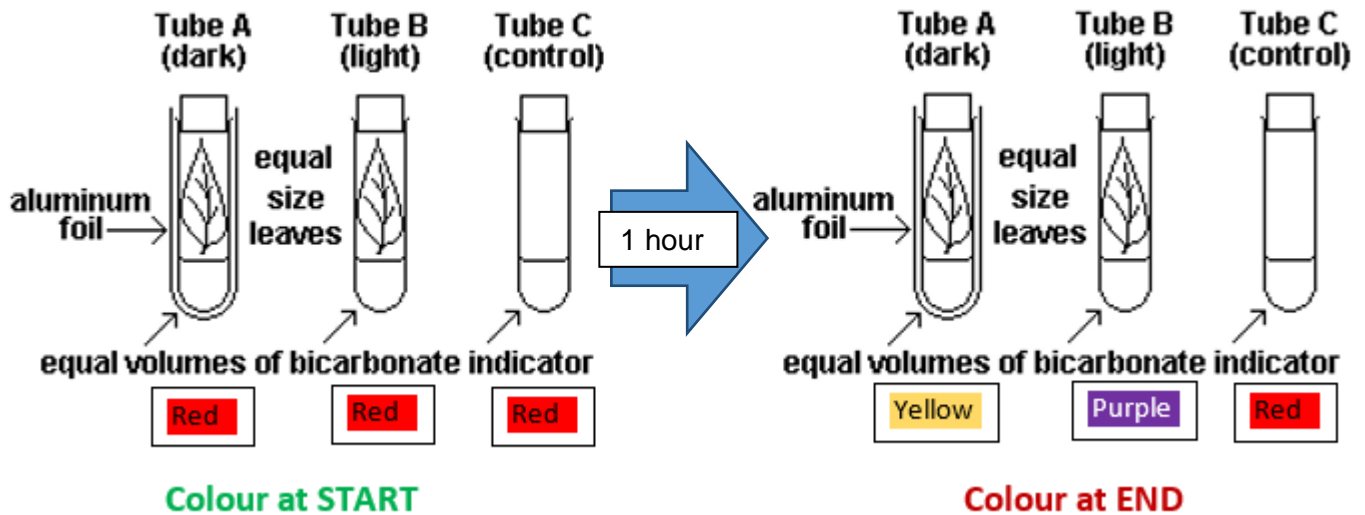 Tube A
(dark)
Tube B
(light)
Tube C
(control)
aluminum
foil
equal
size
leaves
equal volumes of bicarbonate indicator
Red
Red
Red
Colour at START
1 hour
Tube A
(dark)
Tube B
(light)
Tube C
(control)
aluminum
foil
equal
size
leaves
equal volumes of bicarbonate indicator
Yellow
Purple
Red
Colour at END